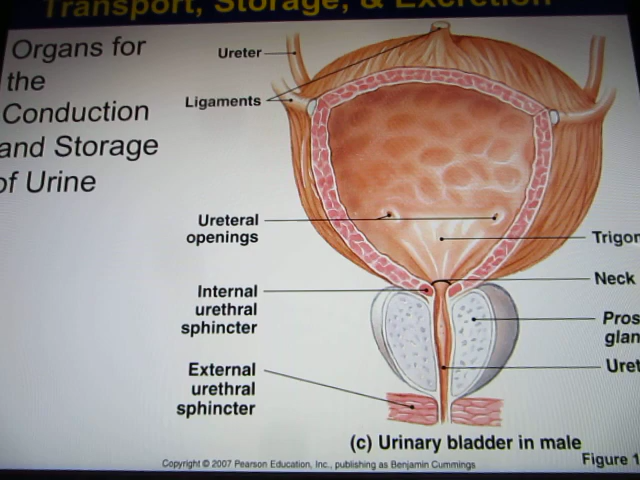 Transport, Storage, & Excretion
Organs for
the
Conduction
and Storage
of Urine
Ureter
Ligaments
Ureteral
openings
Trigon
Neck
Internal
urethral
sphincter
Pros
glan
Uret
External
urethral
sphincter
(c) Urinary bladder in male
Copyright © 2007 Pearson Education, Inc., publishing as Benjamin Cummings
Figure 1